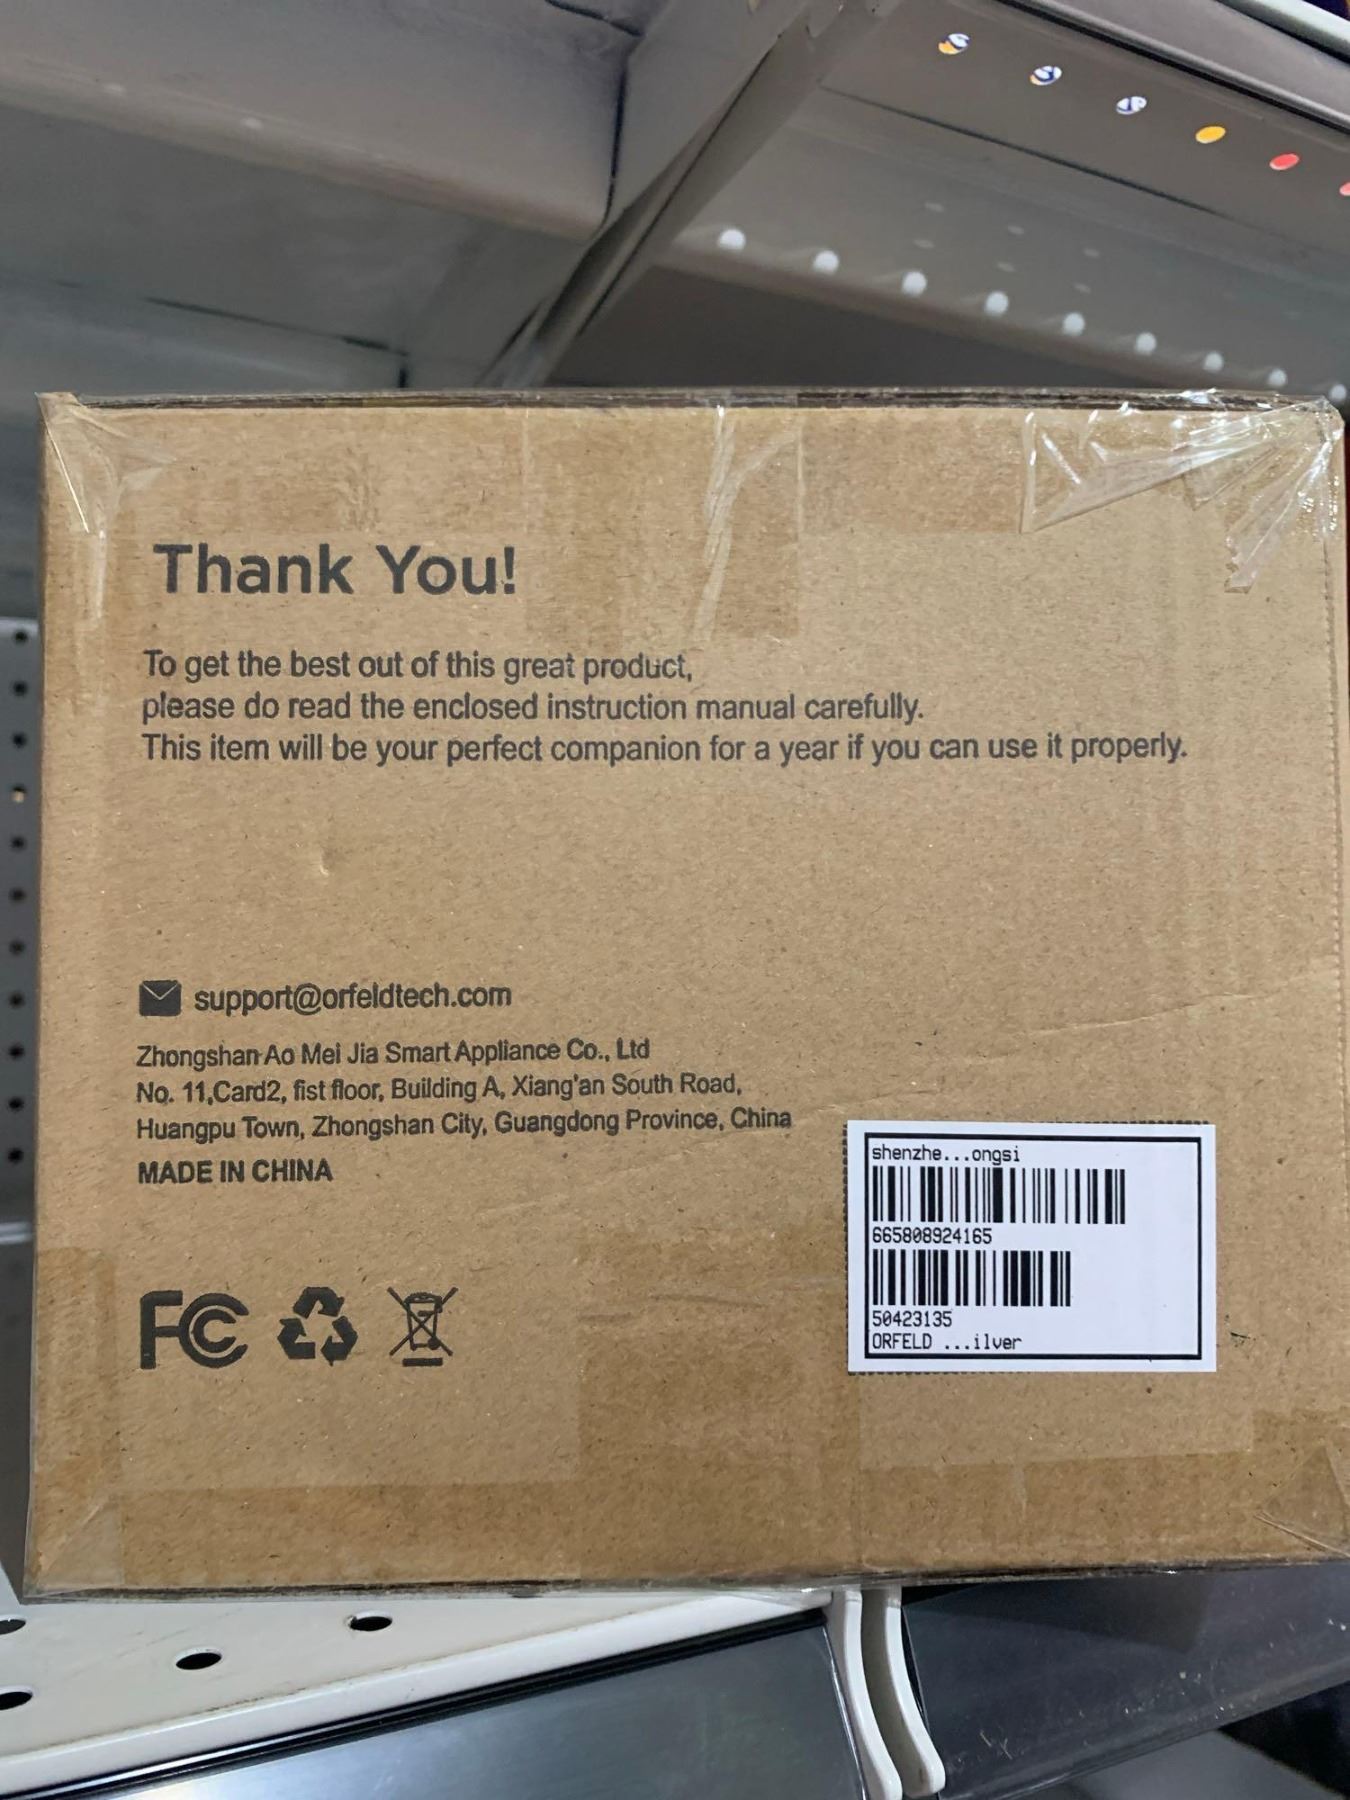 Thank You!
To get the best out of this great product,
please do read the enclosed instruction manual carefully.
This item will be your perfect companion for a year if you can use it properly.
support@orfeldtech.com
Zhongshan Ao Mei Jia Smart Appliance Co., Ltd
No. 11,Card2, fist floor, Building A, Xiang'an South Road,
Huangpu Town, Zhongshan City, Guangdong Province, China
MADE IN CHINA
FC
shenzhe...ongsi
665808924165
50423135
ORFELD ...ilver